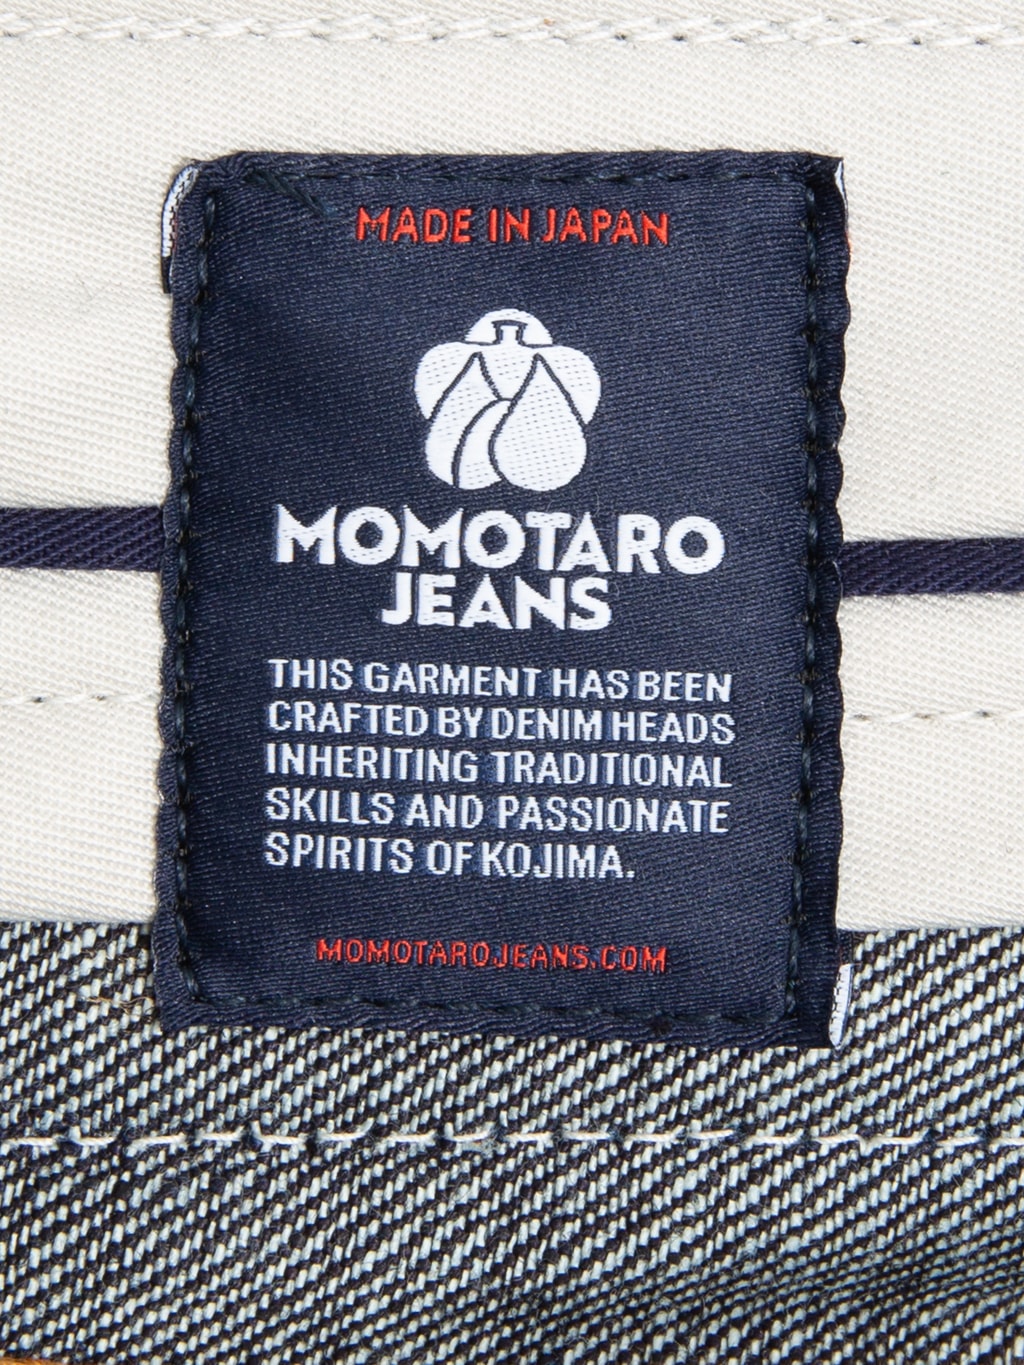 MADE IN JAPAN
MOMOTARO
JEANS
THIS GARMENT HAS BEEN
CRAFTED BY DENIM HEADS
INHERITING TRADITIONAL
SKILLS AND PASSIONATE
SPIRITS OF KOJIMA.
MOMOTAROJEANS.COM